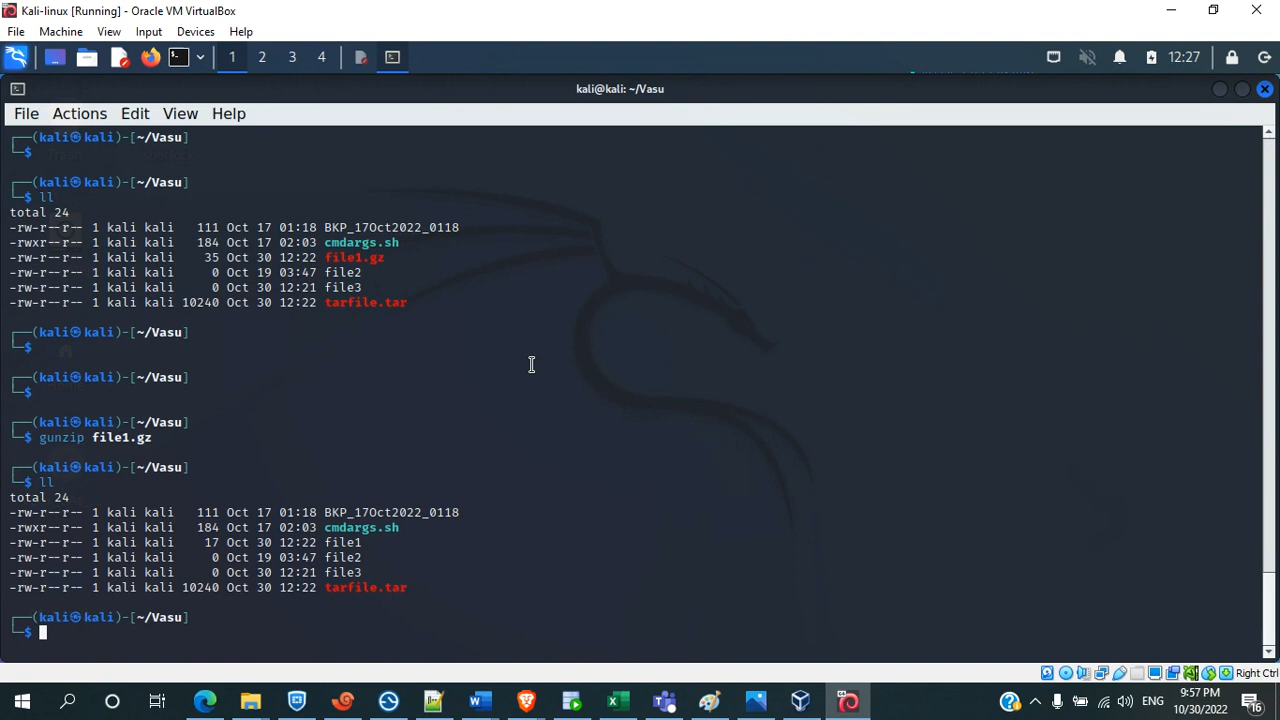 Kali-linux [Running] - Oracle VM VirtualBox
File Machine View Input Devices Help
1 2 3 4 12:27
kali@kali: ~/Vasu
File Actions Edit View Help
┌──(kali㉿kali)-[~/Vasu]
└─$
┌──(kali㉿kali)-[~/Vasu]
└─$ ll
total 24
-rw-r--r-- 1 kali kali 111 Oct 17 01:18 BKP_17Oct2022_0118
-rwxr--r-- 1 kali kali 184 Oct 17 02:03 cmdargs.sh
-rw-r--r-- 1 kali kali 35 Oct 30 12:22 file1.gz
-rw-r--r-- 1 kali kali 0 Oct 19 03:47 file2
-rw-r--r-- 1 kali kali 0 Oct 30 12:21 file3
-rw-r--r-- 1 kali kali 10240 Oct 30 12:22 tarfile.tar
┌──(kali㉿kali)-[~/Vasu]
└─$
┌──(kali㉿kali)-[~/Vasu]
└─$
┌──(kali㉿kali)-[~/Vasu]
└─$ gunzip file1.gz
┌──(kali㉿kali)-[~/Vasu]
└─$ ll
total 24
-rw-r--r-- 1 kali kali 111 Oct 17 01:18 BKP_17Oct2022_0118
-rwxr--r-- 1 kali kali 184 Oct 17 02:03 cmdargs.sh
-rw-r--r-- 1 kali kali 17 Oct 30 12:22 file1
-rw-r--r-- 1 kali kali 0 Oct 19 03:47 file2
-rw-r--r-- 1 kali kali 0 Oct 30 12:21 file3
-rw-r--r-- 1 kali kali 10240 Oct 30 12:22 tarfile.tar
┌──(kali㉿kali)-[~/Vasu]
└─$
Right Ctrl
ENG 9:57 PM
10/30/2022 16